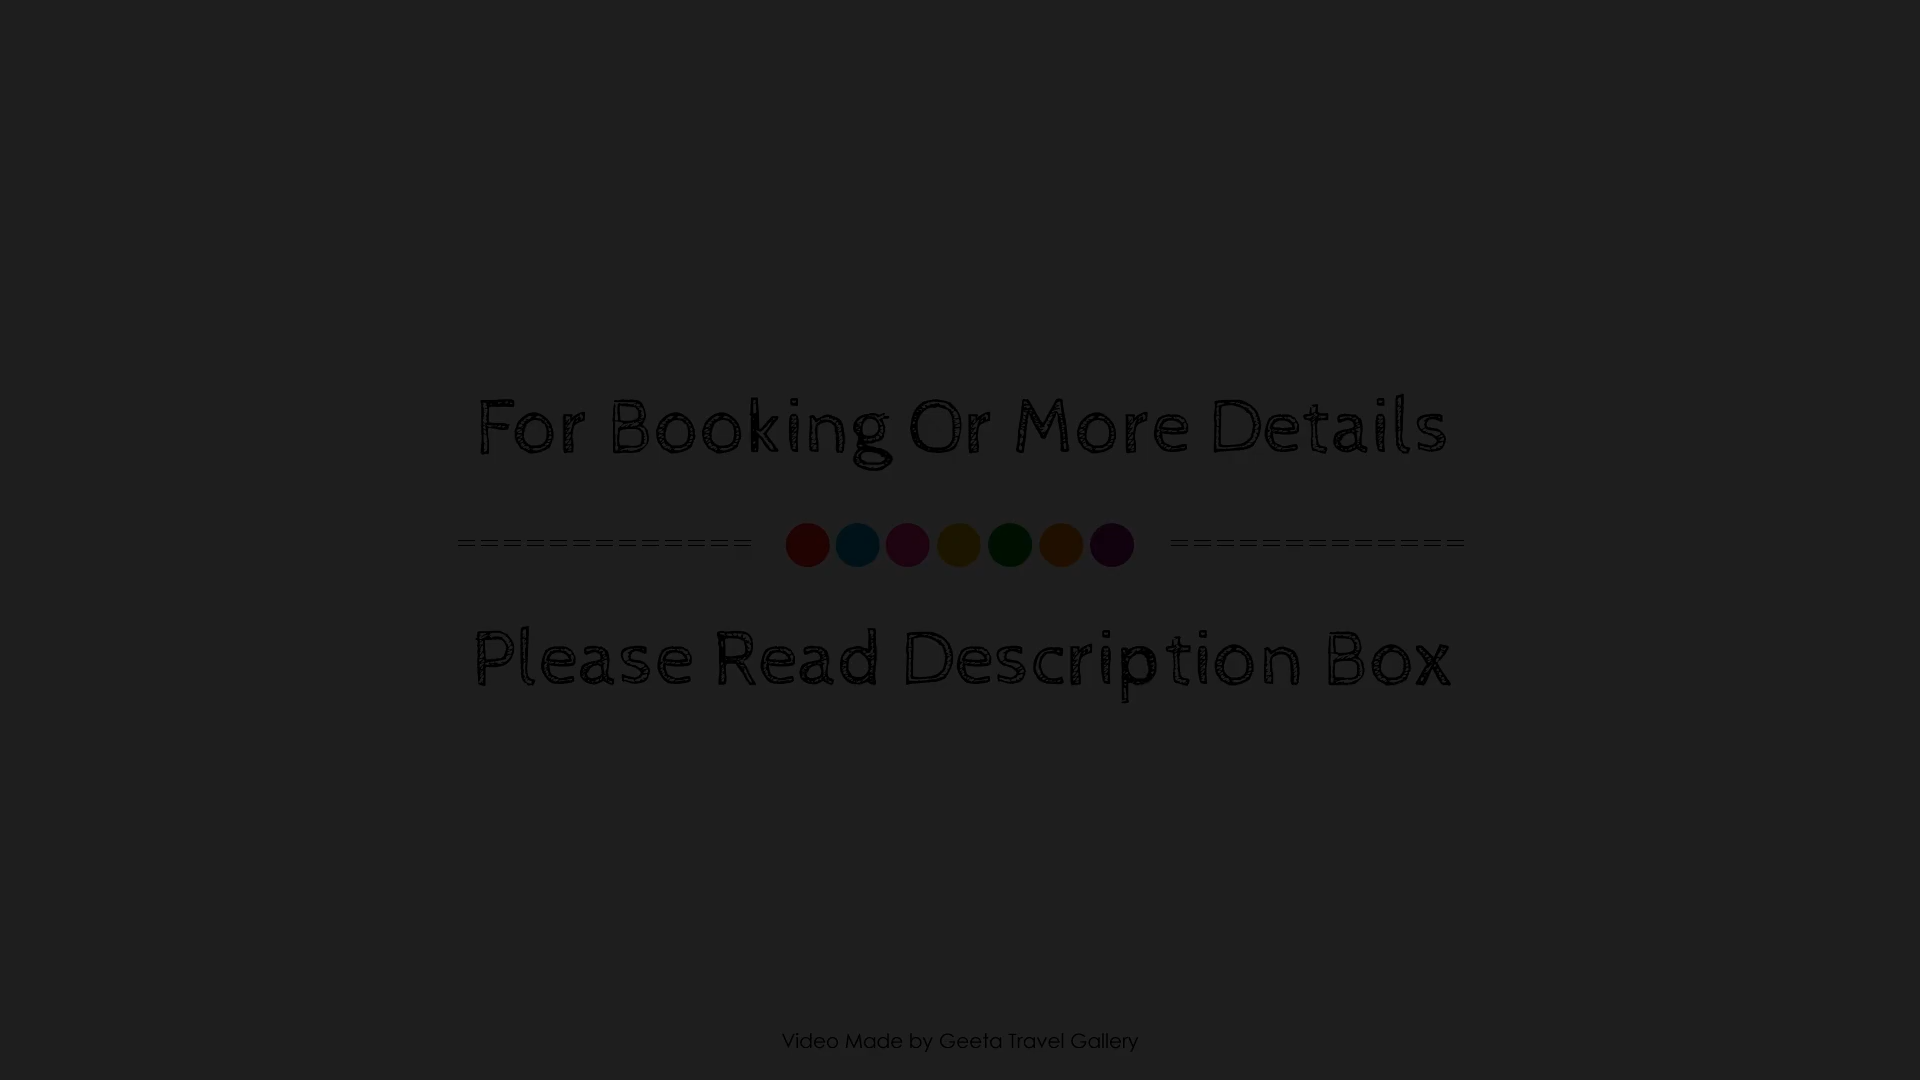 For Booking Or More Details
============= =============
Please Read Description Box
Video Made by Geeta Travel Gallery